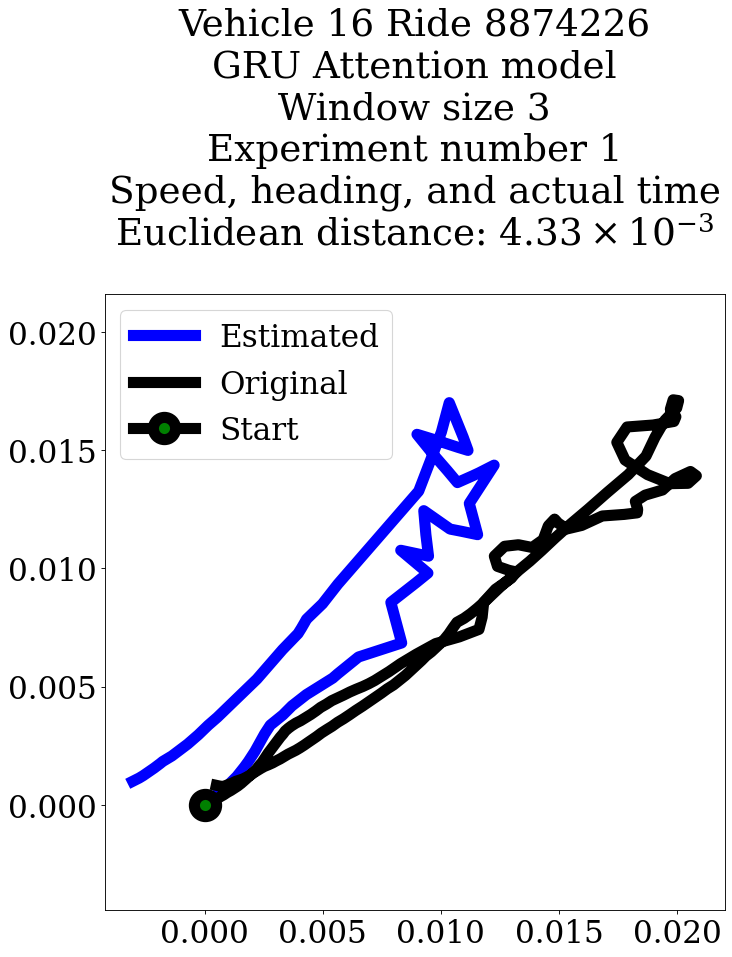 Vehicle 16 Ride 8874226
GRU Attention model
Window size 3
Experiment number 1
Speed, heading, and actual time
Euclidean distance: 4.33 × 10⁻³
Estimated
Original
Start
0.020
0.015
0.010
0.005
0.000
0.000 0.005 0.010 0.015 0.020